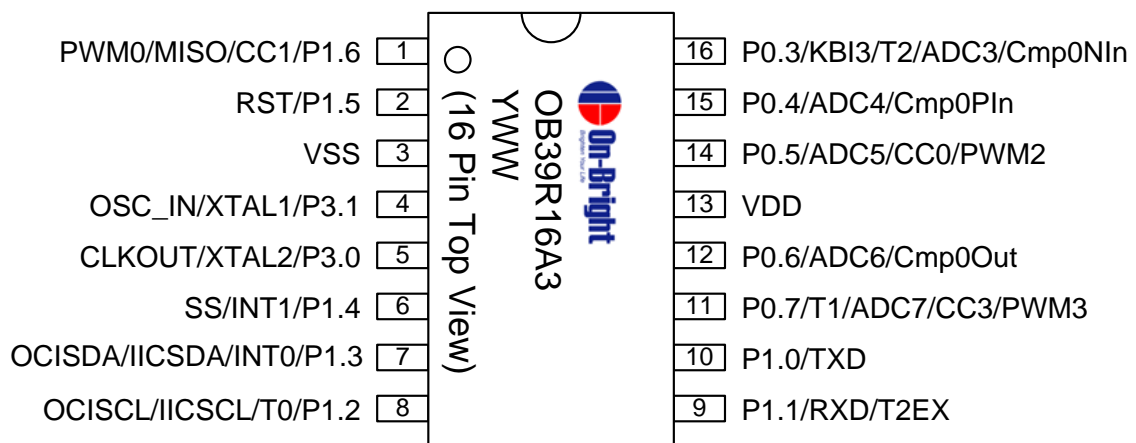 PWM0/MISO/CC1/P1.6 1
RST/P1.5 2
VSS 3
OSC_IN/XTAL1/P3.1 4
CLKOUT/XTAL2/P3.0 5
SS/INT1/P1.4 6
OCISDA/IICSDA/INT0/P1.3 7
OCISCL/IICSCL/T0/P1.2 8
On-Bright
Brighten Your Life
OB39R16A3
YWW
(16 Pin Top View)
16 P0.3/KBI3/T2/ADC3/Cmp0NIn
15 P0.4/ADC4/Cmp0PIn
14 P0.5/ADC5/CC0/PWM2
13 VDD
12 P0.6/ADC6/Cmp0Out
11 P0.7/T1/ADC7/CC3/PWM3
10 P1.0/TXD
9 P1.1/RXD/T2EX